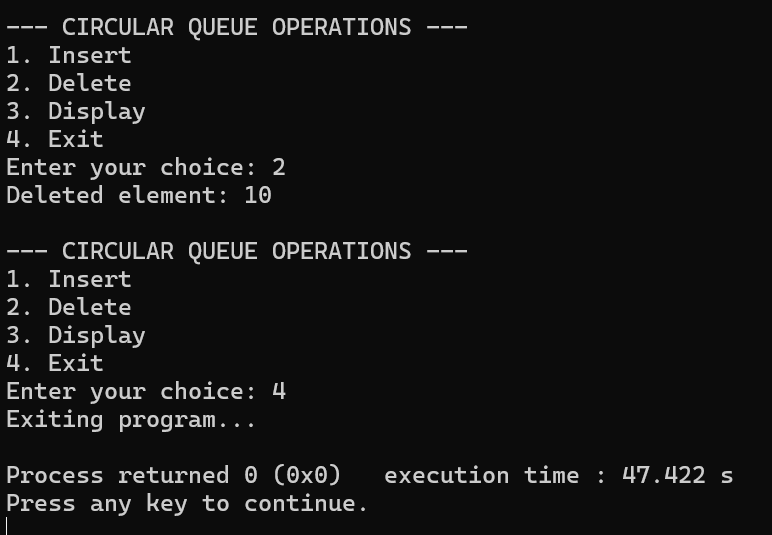 --- CIRCULAR QUEUE OPERATIONS ---
1. Insert
2. Delete
3. Display
4. Exit
Enter your choice: 2
Deleted element: 10

--- CIRCULAR QUEUE OPERATIONS ---
1. Insert
2. Delete
3. Display
4. Exit
Enter your choice: 4
Exiting program...

Process returned 0 (0x0)   execution time : 47.422 s
Press any key to continue.